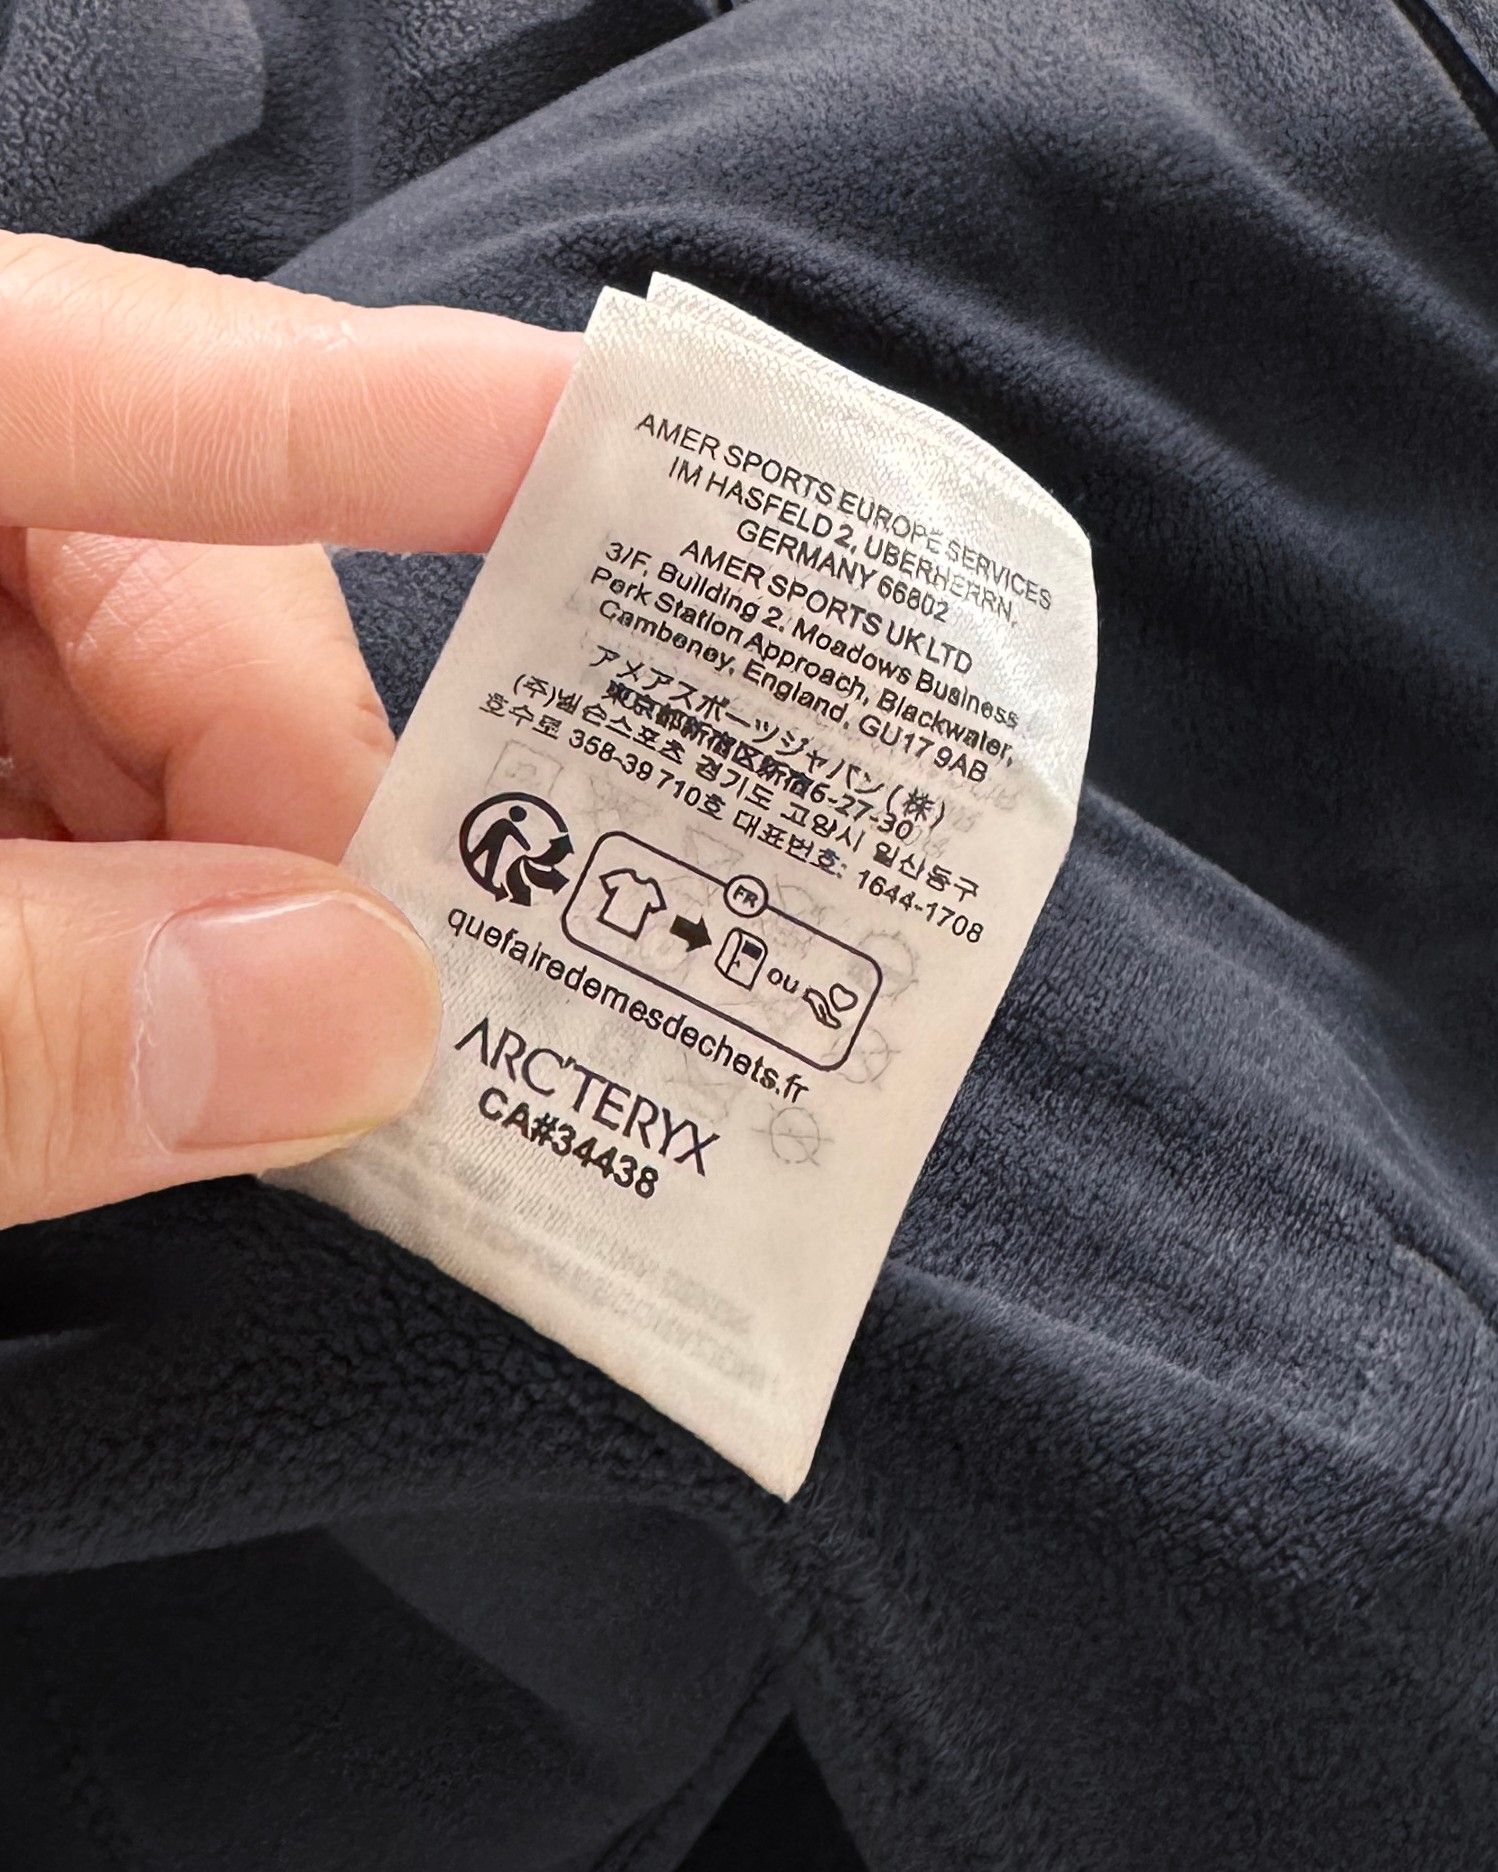 AMER SPORTS EUROPE SERVICES
IM HASFELD 2, UBERHERRN,
GERMANY 66802
AMER SPORTS UK LTD
3/F, Building 2, Moadows Business
Perk Station Approach, Blackwater,
Cambeney, England, GU17 9AB
アメアスポーツジャパン(株)
東京都新宿区新宿6-27-30
(주)넬슨스포츠 경기도 고양시 일산동구
호수로 358-39 710호 대표번호: 1644-1708
FR
ou
quefairedemesdechets.fr
ARC'TERYX
CA#34438